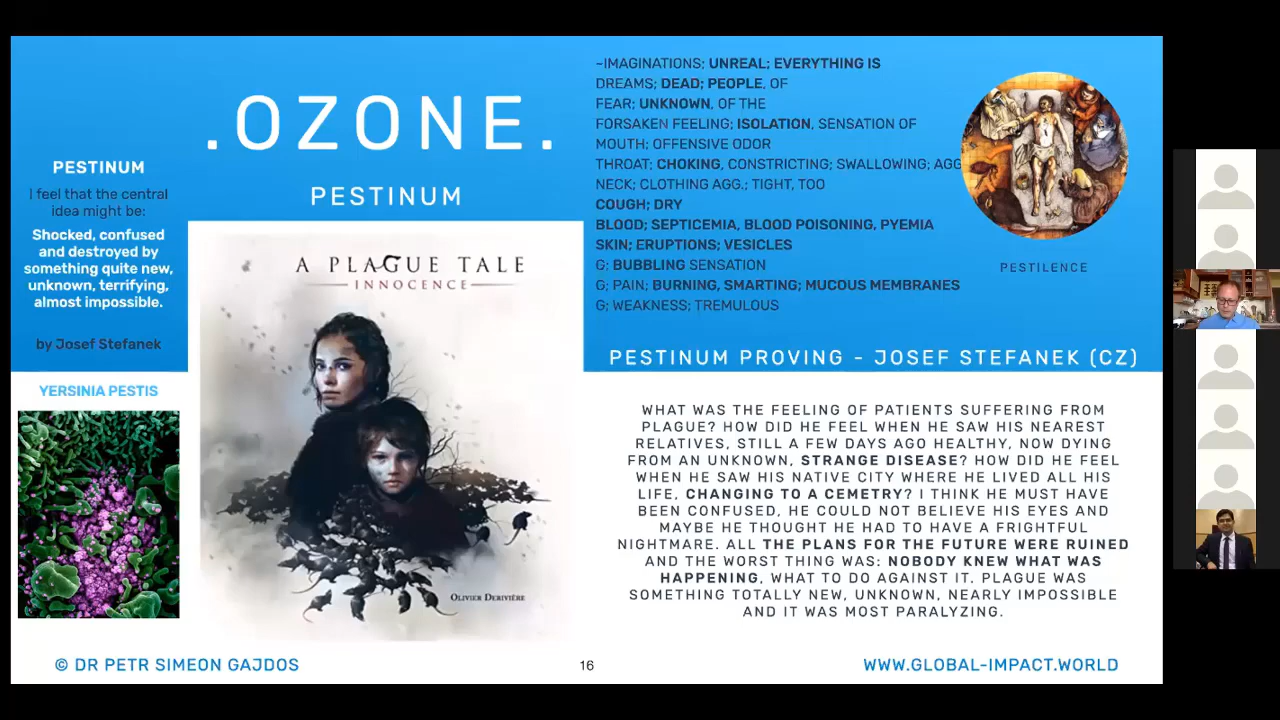 .OZONE.
PESTINUM
PESTINUM
I feel that the central
idea might be:
Shocked, confused
and destroyed by
something quite new,
unknown, terrifying,
almost impossible.
by Josef Stefanek
YERSINIA PESTIS
A PLAGUE TALE
INNOCENCE
OLIVIER DERIVIÈRE
~IMAGINATIONS; UNREAL; EVERYTHING IS
DREAMS; DEAD; PEOPLE, OF
FEAR; UNKNOWN, OF THE
FORSAKEN FEELING; ISOLATION, SENSATION OF
MOUTH; OFFENSIVE ODOR
THROAT; CHOKING, CONSTRICTING; SWALLOWING; AGG
NECK; CLOTHING AGG.; TIGHT, TOO
COUGH; DRY
BLOOD; SEPTICEMIA, BLOOD POISONING, PYEMIA
SKIN; ERUPTIONS; VESICLES
G; BUBBLING SENSATION
G; PAIN; BURNING, SMARTING; MUCOUS MEMBRANES
G; WEAKNESS; TREMULOUS
PESTILENCE
PESTINUM PROVING - JOSEF STEFANEK (CZ)
WHAT WAS THE FEELING OF PATIENTS SUFFERING FROM
PLAGUE? HOW DID HE FEEL WHEN HE SAW HIS NEAREST
RELATIVES, STILL A FEW DAYS AGO HEALTHY, NOW DYING
FROM AN UNKNOWN, STRANGE DISEASE? HOW DID HE FEEL
WHEN HE SAW HIS NATIVE CITY WHERE HE LIVED ALL HIS
LIFE, CHANGING TO A CEMETRY? I THINK HE MUST HAVE
BEEN CONFUSED, HE COULD NOT BELIEVE HIS EYES AND
MAYBE HE THOUGHT HE HAD TO HAVE A FRIGHTFUL
NIGHTMARE. ALL THE PLANS FOR THE FUTURE WERE RUINED
AND THE WORST THING WAS: NOBODY KNEW WHAT WAS
HAPPENING, WHAT TO DO AGAINST IT. PLAGUE WAS
SOMETHING TOTALLY NEW, UNKNOWN, NEARLY IMPOSSIBLE
AND IT WAS MOST PARALYZING.
© DR PETR SIMEON GAJDOS
16
WWW.GLOBAL-IMPACT.WORLD